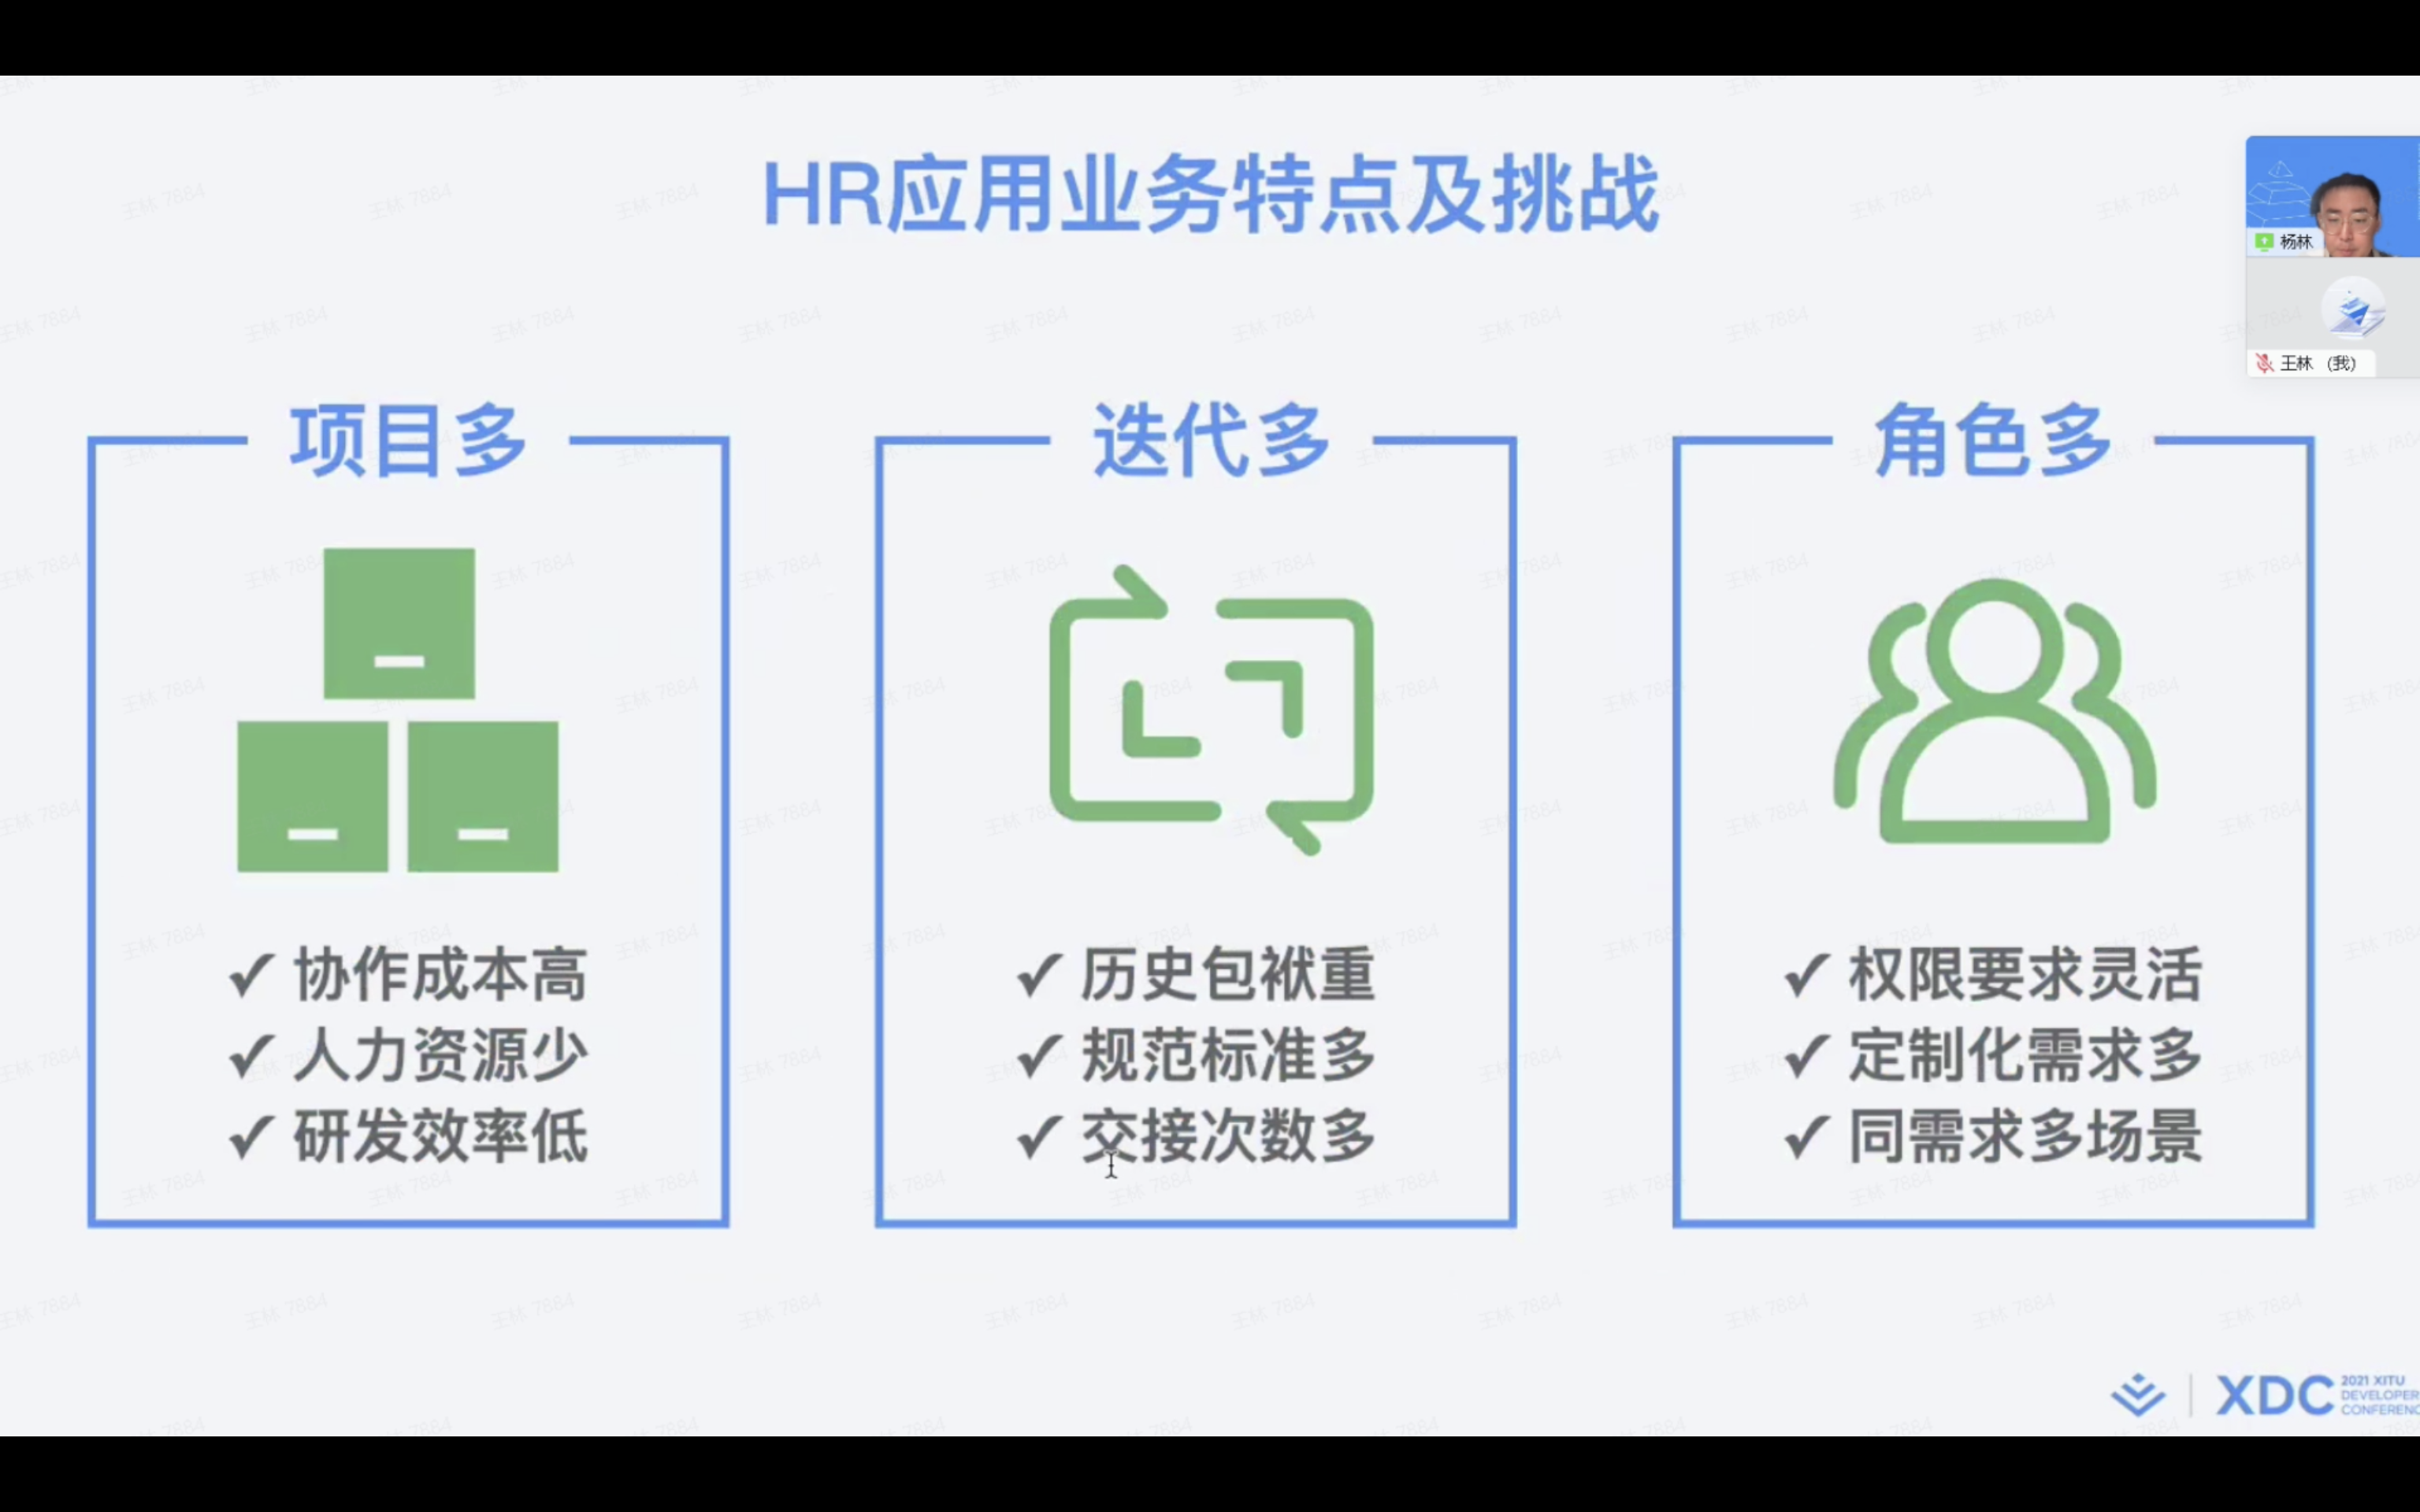 HR应用业务特点及挑战
杨林
王林 (我)
项目多
✓ 协作成本高
✓ 人力资源少
✓ 研发效率低
迭代多
✓ 历史包袱重
✓ 规范标准多
✓ 交接次数多
角色多
✓ 权限要求灵活
✓ 定制化需求多
✓ 同需求多场景
王林 7884
XDC
2021 XITU
DEVELOPER
CONFERENC